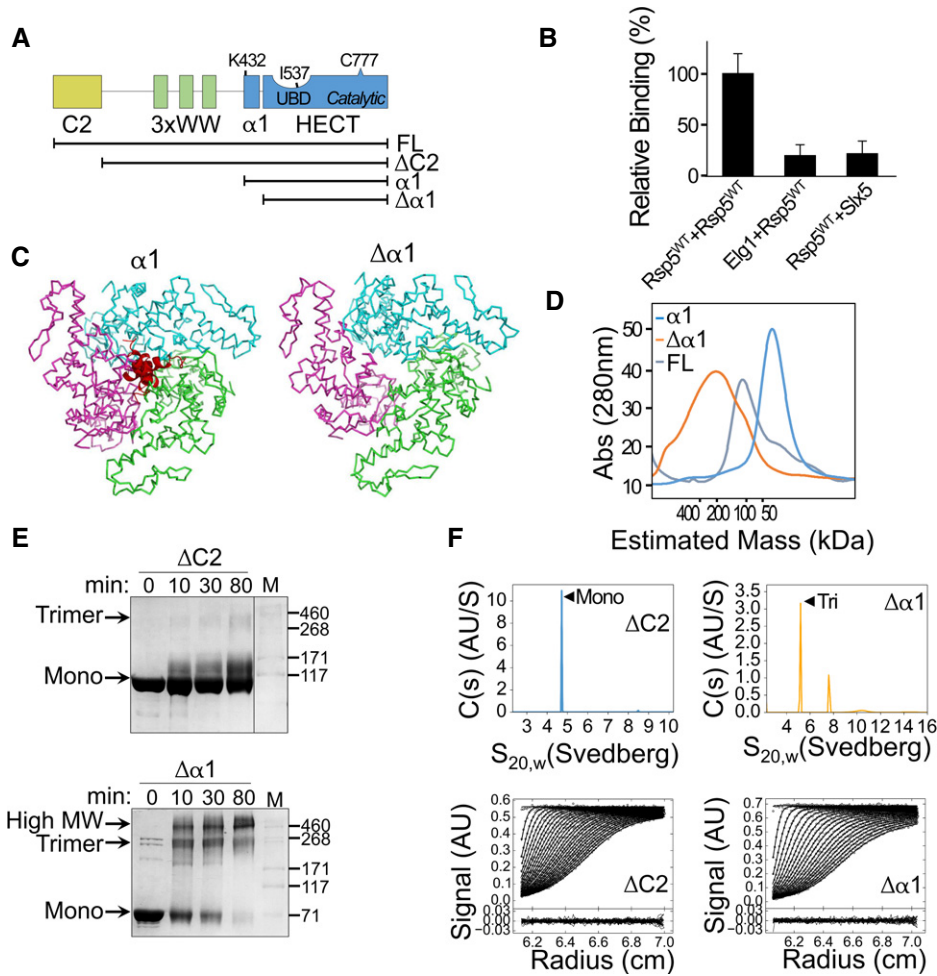 A
K432
I537
C777
UBD
Catalytic
C2
3xWW
α1
HECT
FL
ΔC2
α1
Δα1
B
Relative Binding (%)
100
50
0
Rsp5WT+Rsp5WT
Elg1+Rsp5WT
Rsp5WT+Slx5
C
α1
Δα1
D
Abs (280nm)
50
40
30
20
10
α1
Δα1
FL
400 200 100 50
Estimated Mass (kDa)
E
ΔC2
min: 0 10 30 80 M
Trimer
Mono
460
268
171
117
Δα1
min: 0 10 30 80 M
High MW
Trimer
Mono
460
268
171
117
71
F
C(s) (AU/S)
10
8
6
4
2
0
Mono
ΔC2
3 4 5 6 7 8 9 10
S20,w(Svedberg)
C(s) (AU/S)
3.5
3.0
2.5
2.0
1.5
1.0
0.5
0.0
Tri
Δα1
4 6 8 10 12 14 16
S20,w(Svedberg)
Signal (AU)
0.6
0.5
0.4
0.3
0.2
0.1
0.0
0.03
0.00
−0.03
ΔC2
6.2 6.4 6.6 6.8 7.0
Radius (cm)
Signal (AU)
0.7
0.6
0.5
0.4
0.3
0.2
0.1
0.0
0.03
0.00
−0.03
Δα1
6.2 6.4 6.6 6.8 7.0
Radius (cm)